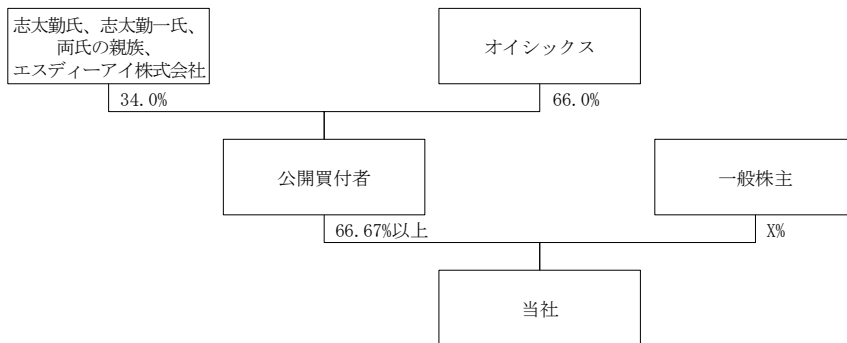 志太勤氏、志太勤一氏、
両氏の親族、
エスディーアイ株式会社
オイシックス
34.0%
66.0%
公開買付者
一般株主
66.67%以上
X%
当社